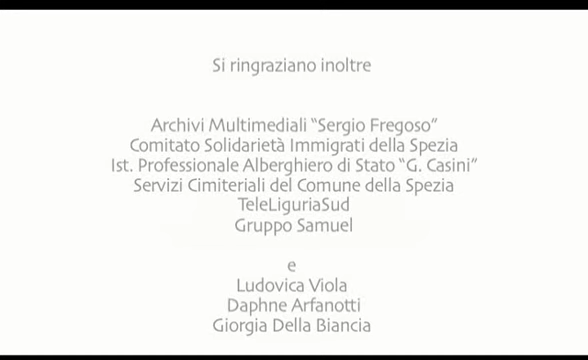 Si ringraziano inoltre
Archivi Multimediali "Sergio Fregoso"
Comitato Solidarietà Immigrati della Spezia
Ist. Professionale Alberghiero di Stato "G. Casini"
Servizi Cimiteriali del Comune della Spezia
TeleLiguriaSud
Gruppo Samuel
e
Ludovica Viola
Daphne Arfanotti
Giorgia Della Biancia